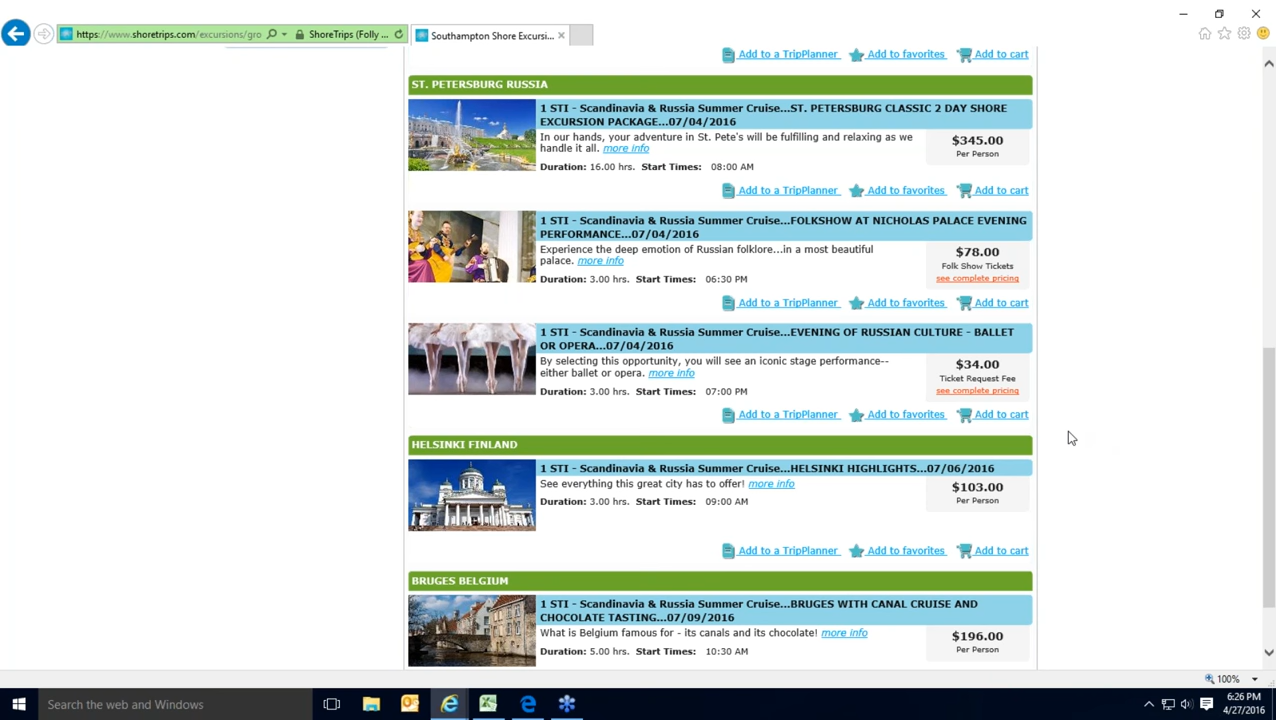 https://www.shoretrips.com/excursions/gro
ShoreTrips (Folly ...
Southampton Shore Excursi...
Add to a TripPlanner Add to favorites Add to cart
ST. PETERSBURG RUSSIA
1 STI - Scandinavia & Russia Summer Cruise...ST. PETERSBURG CLASSIC 2 DAY SHORE
EXCURSION PACKAGE...07/04/2016
In our hands, your adventure in St. Pete's will be fulfilling and relaxing as we
handle it all. more info
$345.00
Per Person
Duration: 16.00 hrs. Start Times: 08:00 AM
Add to a TripPlanner Add to favorites Add to cart
1 STI - Scandinavia & Russia Summer Cruise...FOLKSHOW AT NICHOLAS PALACE EVENING
PERFORMANCE...07/04/2016
Experience the deep emotion of Russian folklore...in a most beautiful
palace. more info
$78.00
Folk Show Tickets
see complete pricing
Duration: 3.00 hrs. Start Times: 06:30 PM
Add to a TripPlanner Add to favorites Add to cart
1 STI - Scandinavia & Russia Summer Cruise...EVENING OF RUSSIAN CULTURE - BALLET
OR OPERA...07/04/2016
By selecting this opportunity, you will see an iconic stage performance--
either ballet or opera. more info
$34.00
Ticket Request Fee
see complete pricing
Duration: 3.00 hrs. Start Times: 07:00 PM
Add to a TripPlanner Add to favorites Add to cart
HELSINKI FINLAND
1 STI - Scandinavia & Russia Summer Cruise...HELSINKI HIGHLIGHTS...07/06/2016
See everything this great city has to offer! more info
$103.00
Per Person
Duration: 3.00 hrs. Start Times: 09:00 AM
Add to a TripPlanner Add to favorites Add to cart
BRUGES BELGIUM
1 STI - Scandinavia & Russia Summer Cruise...BRUGES WITH CANAL CRUISE AND
CHOCOLATE TASTING...07/09/2016
What is Belgium famous for - its canals and its chocolate! more info
$196.00
Per Person
Duration: 5.00 hrs. Start Times: 10:30 AM
100%
Search the web and Windows
6:26 PM
4/27/2016